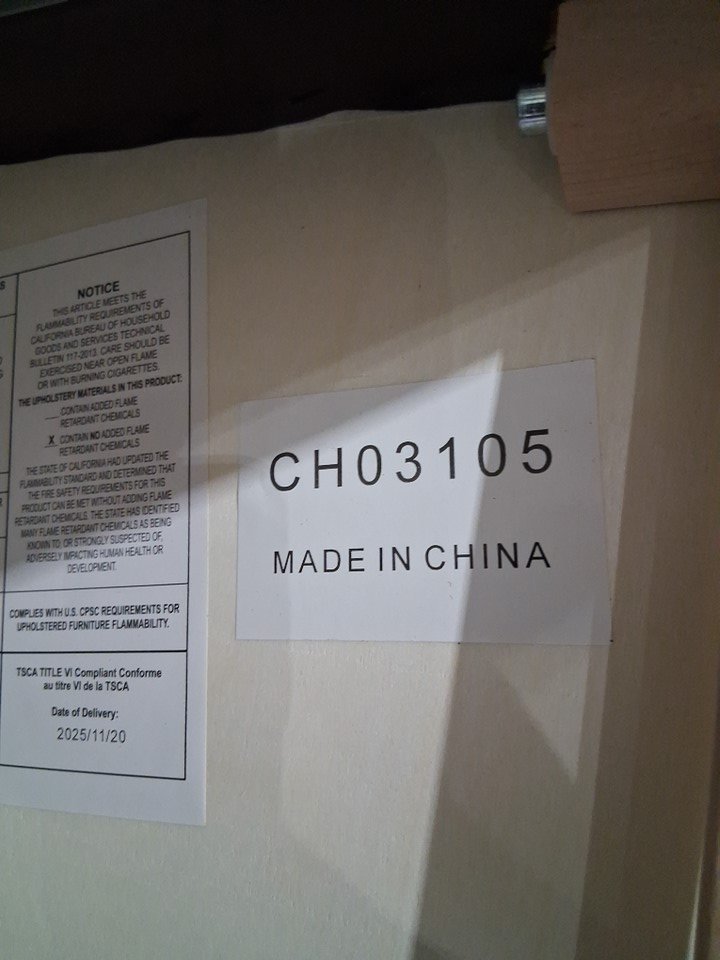 NOTICE
THIS ARTICLE MEETS THE
FLAMMABILITY REQUIREMENTS OF
CALIFORNIA BUREAU OF HOUSEHOLD
GOODS AND SERVICES TECHNICAL
BULLETIN 117-2013. CARE SHOULD BE
EXERCISED NEAR OPEN FLAME
OR WITH BURNING CIGARETTES.
THE UPHOLSTERY MATERIALS IN THIS PRODUCT:
___ CONTAIN ADDED FLAME
RETARDANT CHEMICALS
_X_ CONTAIN NO ADDED FLAME
RETARDANT CHEMICALS
THE STATE OF CALIFORNIA HAD UPDATED THE
FLAMMABILITY STANDARD AND DETERMINED THAT
THE FIRE SAFETY REQUIREMENTS FOR THIS
PRODUCT CAN BE MET WITHOUT ADDING FLAME
RETARDANT CHEMICALS. THE STATE HAS IDENTIFIED
MANY FLAME RETARDANT CHEMICALS AS BEING
KNOWN TO, OR STRONGLY SUSPECTED OF,
ADVERSELY IMPACTING HUMAN HEALTH OR
DEVELOPMENT.
COMPLIES WITH U.S. CPSC REQUIREMENTS FOR
UPHOLSTERED FURNITURE FLAMMABILITY.
TSCA TITLE VI Compliant Conforme
au titre VI de la TSCA
Date of Delivery:
2025/11/20
CH03105
MADE IN CHINA